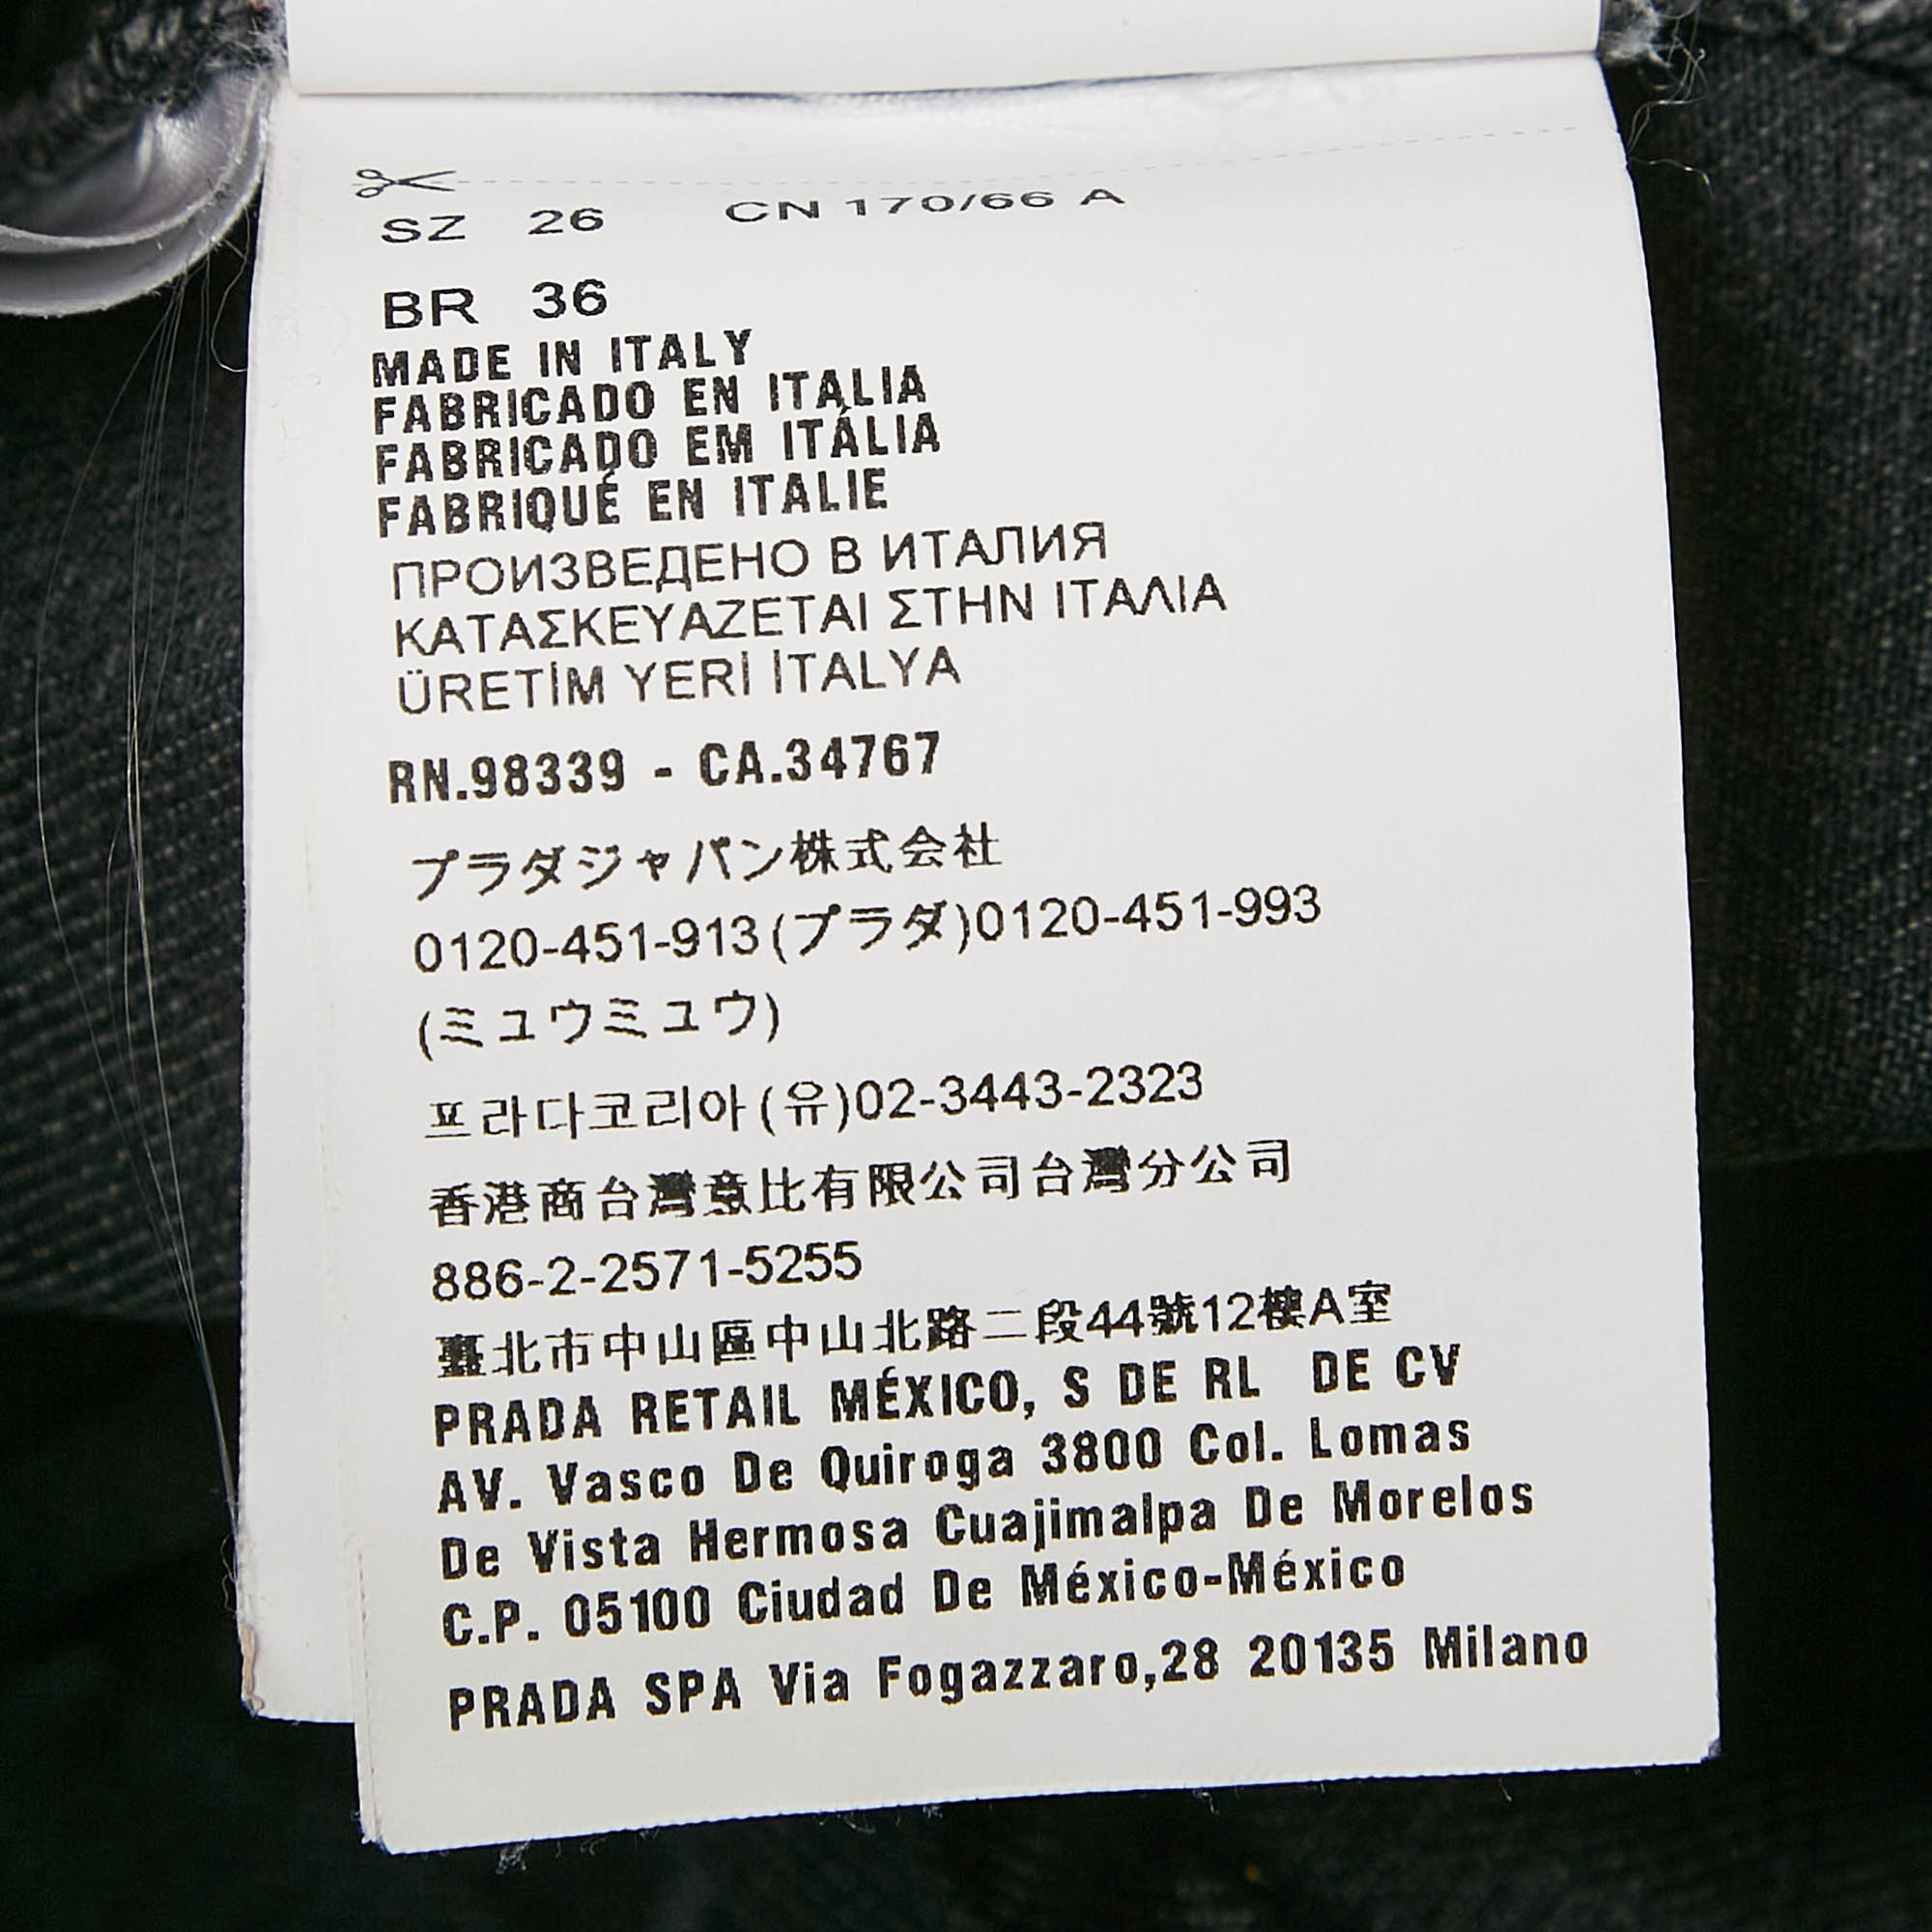 SZ 26 CN 170/66 A
BR 36
MADE IN ITALY
FABRICADO EN ITALIA
FABRICADO EM ITÁLIA
FABRIQUÉ EN ITALIE
ПРОИЗВЕДЕНО В ИТАЛИЯ
ΚΑΤΑΣΚΕΥΑΖΕΤΑΙ ΣΤΗΝ ΙΤΑΛΙΑ
ÜRETİM YERİ İTALYA
RN.98339 - CA.34767
プラダジャパン株式会社
0120-451-913(プラダ)0120-451-993
(ミュウミュウ)
프라다코리아(유)02-3443-2323
香港商台灣意比有限公司台灣分公司
886-2-2571-5255
臺北市中山區中山北路二段44號12樓A室
PRADA RETAIL MÉXICO, S DE RL DE CV
AV. Vasco De Quiroga 3800 Col. Lomas
De Vista Hermosa Cuajimalpa De Morelos
C.P. 05100 Ciudad De México-México
PRADA SPA Via Fogazzaro,28 20135 Milano